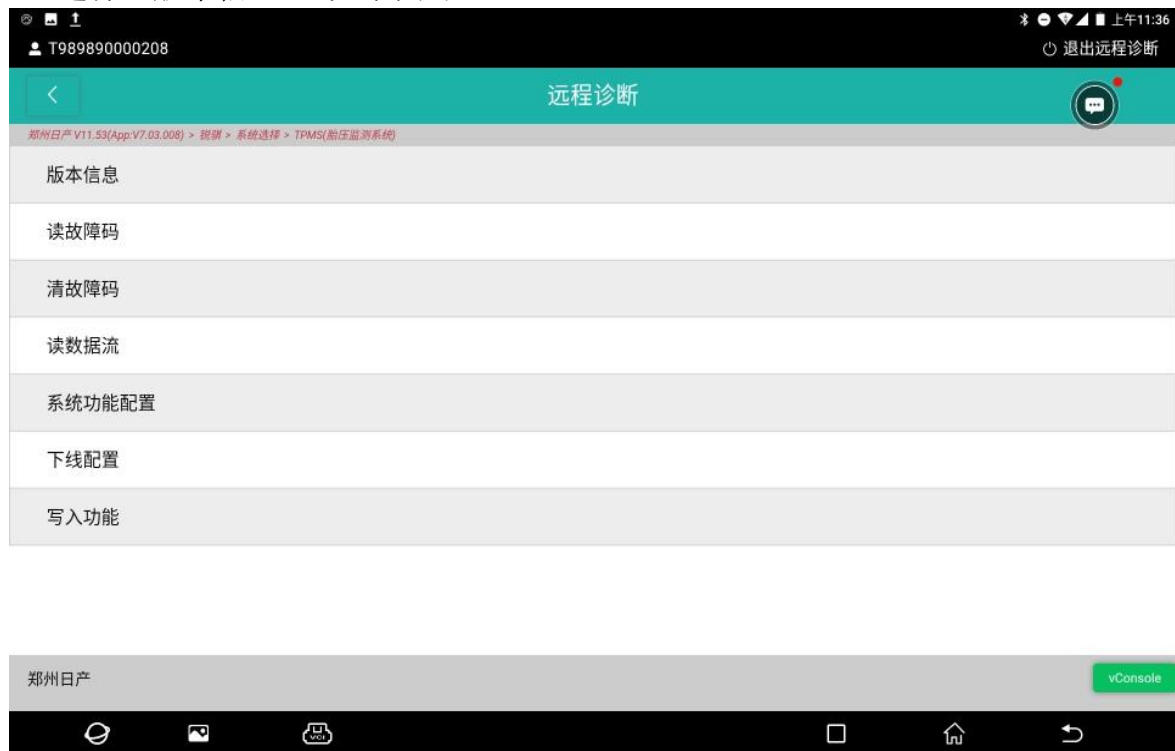 上午11:36
T989890000208
退出远程诊断
远程诊断
郑州日产 V11.53(App:V7.03.008) > 锐骐 > 系统选择 > TPMS(胎压监测系统)
版本信息
读故障码
清故障码
读数据流
系统功能配置
下线配置
写入功能
郑州日产
vConsole
VCI